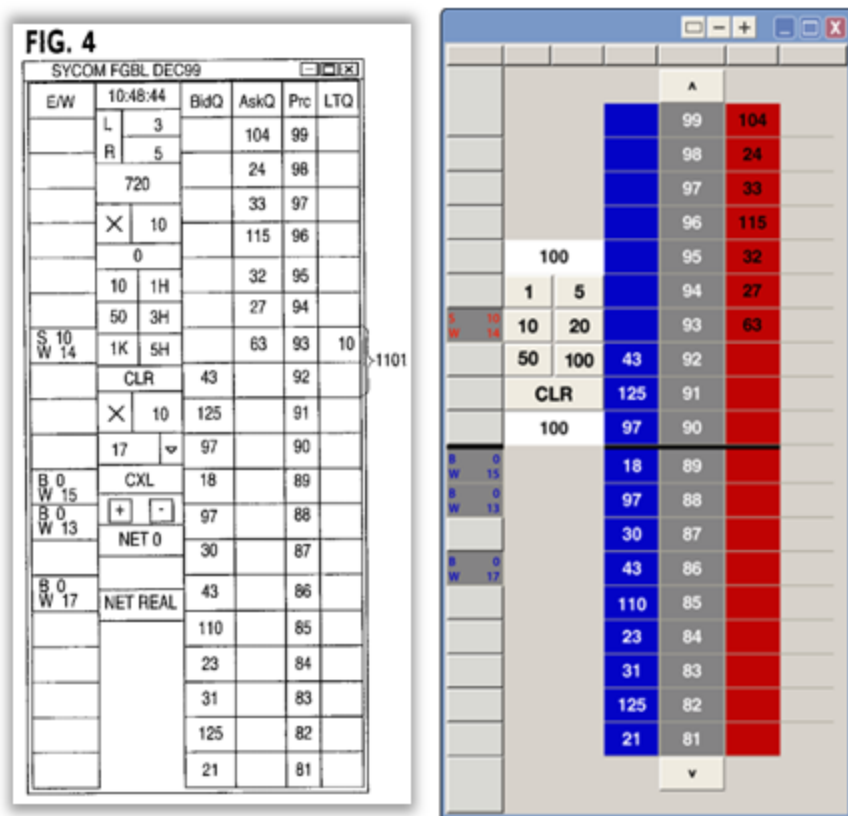 FIG. 4
SYCOM FGBL DEC99
E/W 10:48:44 BidQ AskQ Prc LTQ
L 3 104 99
R 5
24 98
720
33 97
X 10 115 96
0
10 1H 32 95
50 3H 27 94
S 10
W 14 1K 5H 63 93 10 1101
CLR 43 92
X 10 125 91
17 97 90
B 0
W 15 CXL 18 89
B 0
W 13 + - 97 88
NET 0
30 87
B 0
W 17 NET REAL 43 86
110 85
23 84
31 83
125 82
21 81
^
99 104
98 24
97 33
96 115
100 95 32
1 5 94 27
S 10
W 14 10 20 93 63
50 100 43 92
CLR 125 91
100 97 90
B 0
W 15 18 89
B 0
W 13 97 88
30 87
B 0
W 17 43 86
110 85
23 84
31 83
125 82
21 81
v